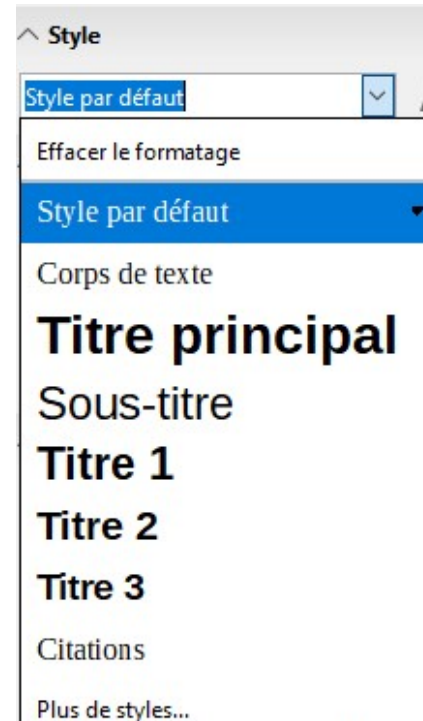 Style
Style par défaut
Effacer le formatage
Style par défaut
Corps de texte
Titre principal
Sous-titre
Titre 1
Titre 2
Titre 3
Citations
Plus de styles...